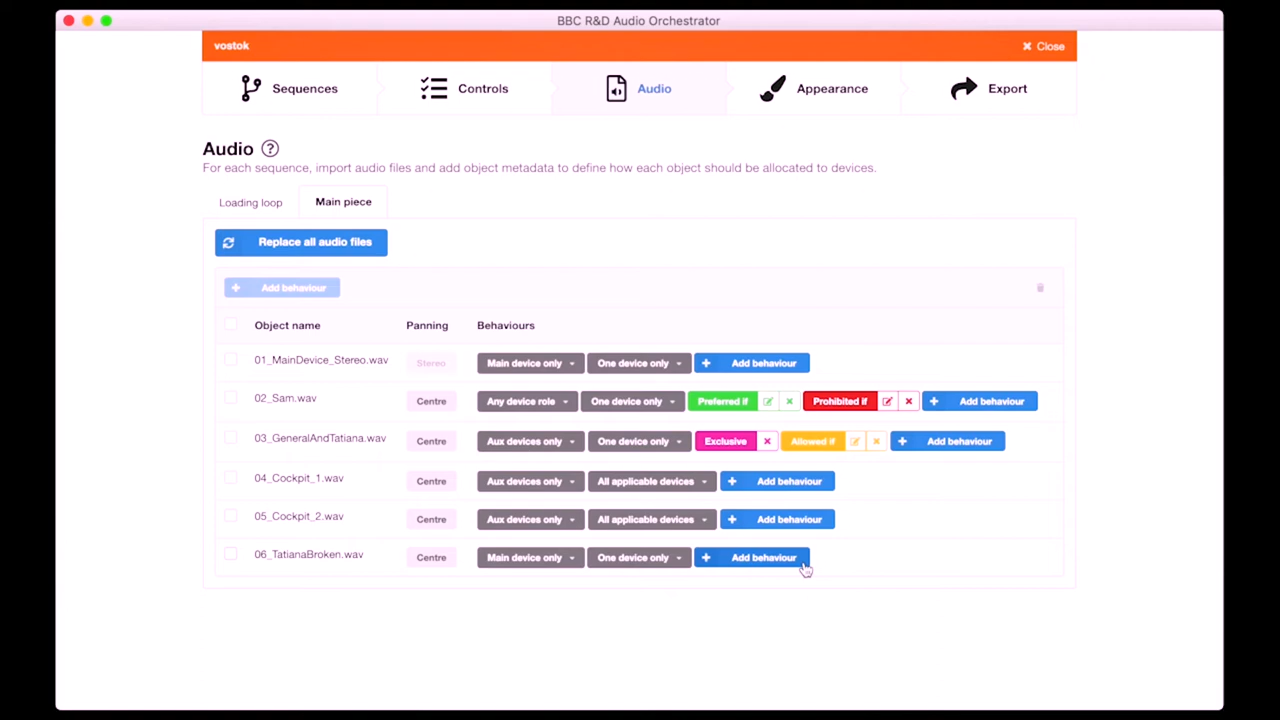 BBC R&D Audio Orchestrator
vostok
Close
Sequences Controls Audio Appearance Export
Audio ?
For each sequence, import audio files and add object metadata to define how each object should be allocated to devices.
Loading loop Main piece
Replace all audio files
Add behaviour
Object name Panning Behaviours
01_MainDevice_Stereo.wav Stereo Main device only One device only Add behaviour
02_Sam.wav Centre Any device role One device only Preferred if Prohibited if Add behaviour
03_GeneralAndTatiana.wav Centre Aux devices only One device only Exclusive Allowed if Add behaviour
04_Cockpit_1.wav Centre Aux devices only All applicable devices Add behaviour
05_Cockpit_2.wav Centre Aux devices only All applicable devices Add behaviour
06_TatianaBroken.wav Centre Main device only One device only Add behaviour